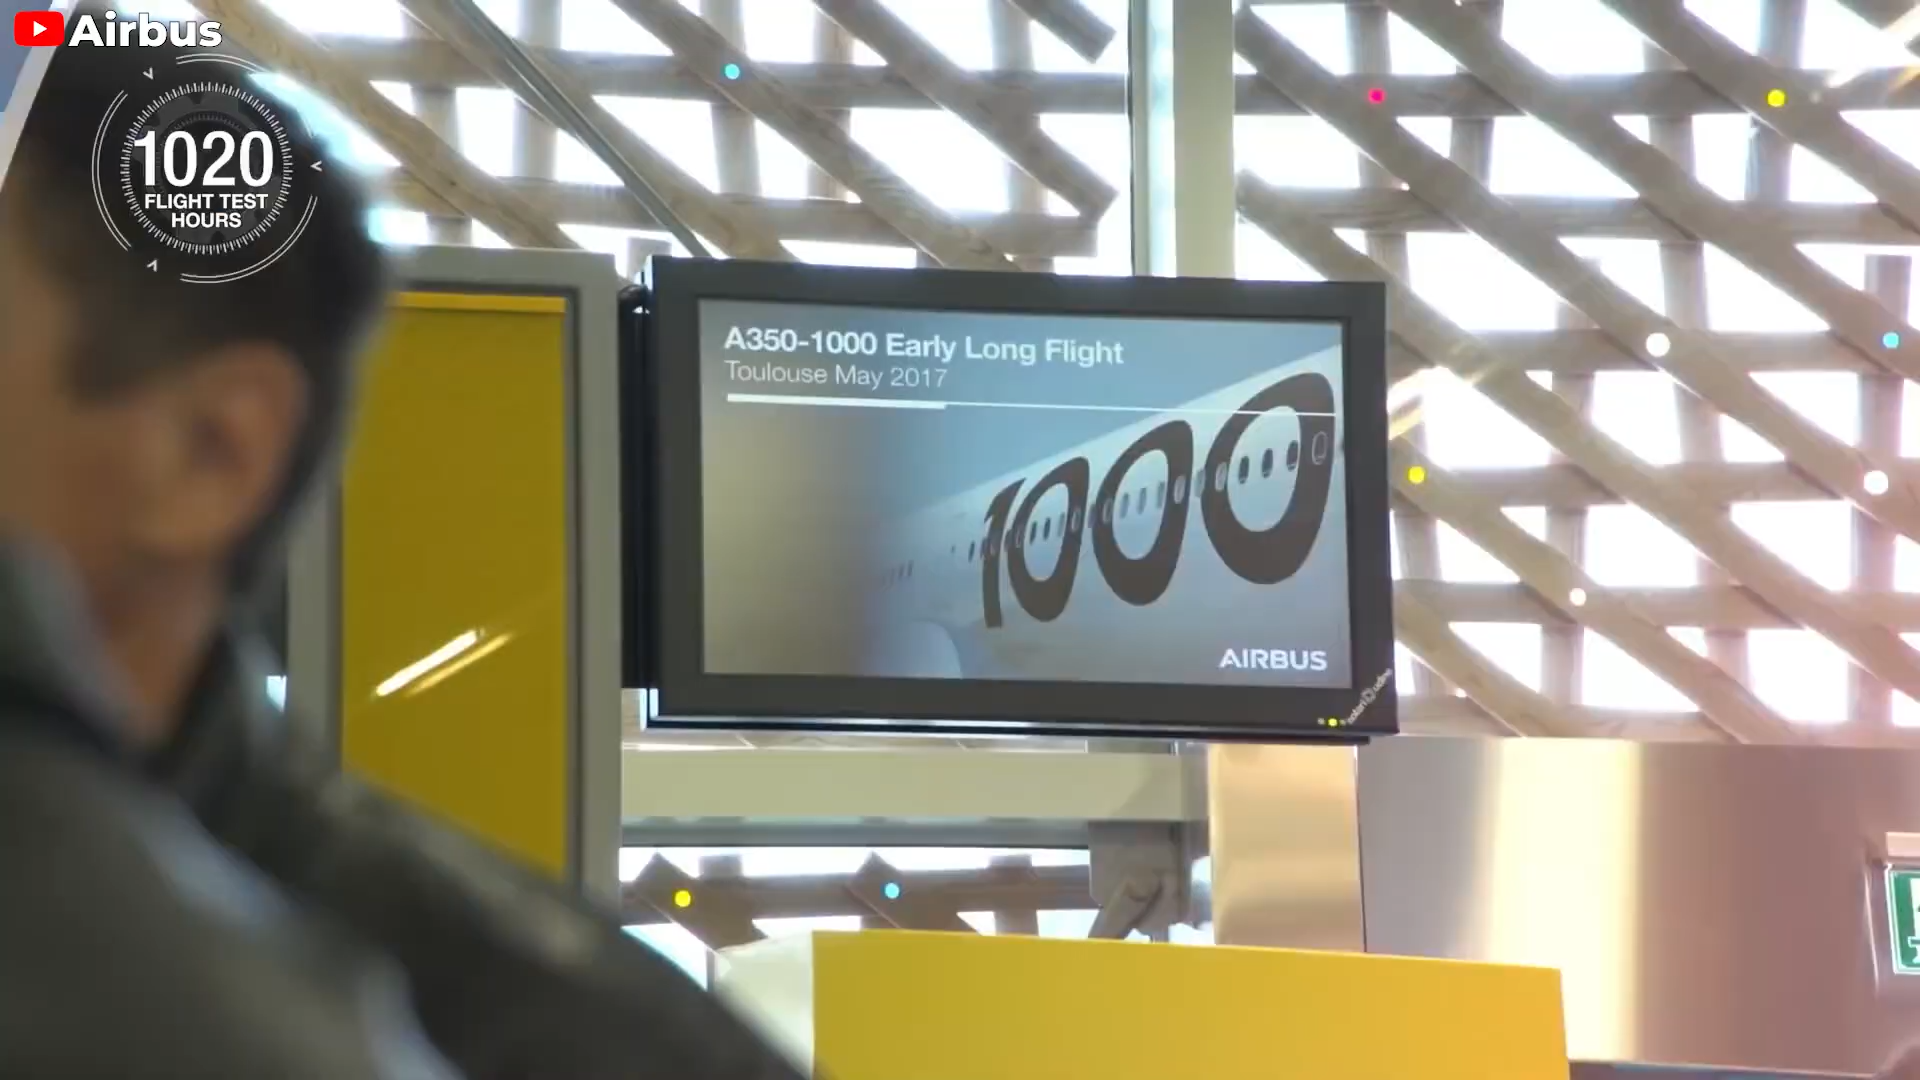 Airbus
1020
FLIGHT TEST
HOURS
A350-1000 Early Long Flight
Toulouse May 2017
1000
AIRBUS